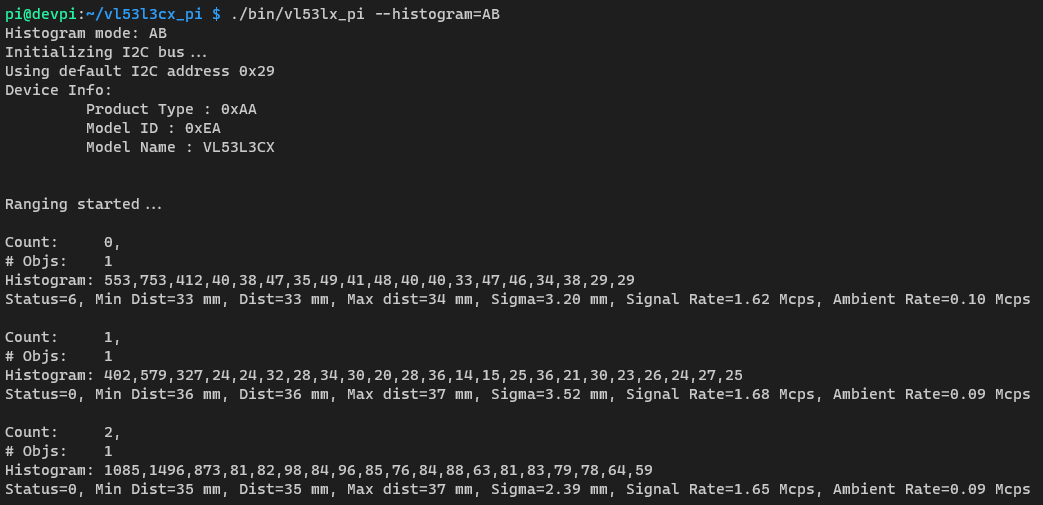 pi@devpi:~/vl53l3cx_pi $ ./bin/vl53lx_pi --histogram=AB
Histogram mode: AB
Initializing I2C bus...
Using default I2C address 0x29
Device Info:
Product Type : 0xAA
Model ID : 0xEA
Model Name : VL53L3CX
Ranging started...
Count: 0,
# Objs: 1
Histogram: 553,753,412,40,38,47,35,49,41,48,40,40,33,47,46,34,38,29,29
Status=6, Min Dist=33 mm, Dist=33 mm, Max dist=34 mm, Sigma=3.20 mm, Signal Rate=1.62 Mcps, Ambient Rate=0.10 Mcps
Count: 1,
# Objs: 1
Histogram: 402,579,327,24,24,32,28,34,30,20,28,36,14,15,25,36,21,30,23,26,24,27,25
Status=0, Min Dist=36 mm, Dist=36 mm, Max dist=37 mm, Sigma=3.52 mm, Signal Rate=1.68 Mcps, Ambient Rate=0.09 Mcps
Count: 2,
# Objs: 1
Histogram: 1085,1496,873,81,82,98,84,96,85,76,84,88,63,81,83,79,78,64,59
Status=0, Min Dist=35 mm, Dist=35 mm, Max dist=37 mm, Sigma=2.39 mm, Signal Rate=1.65 Mcps, Ambient Rate=0.09 Mcps